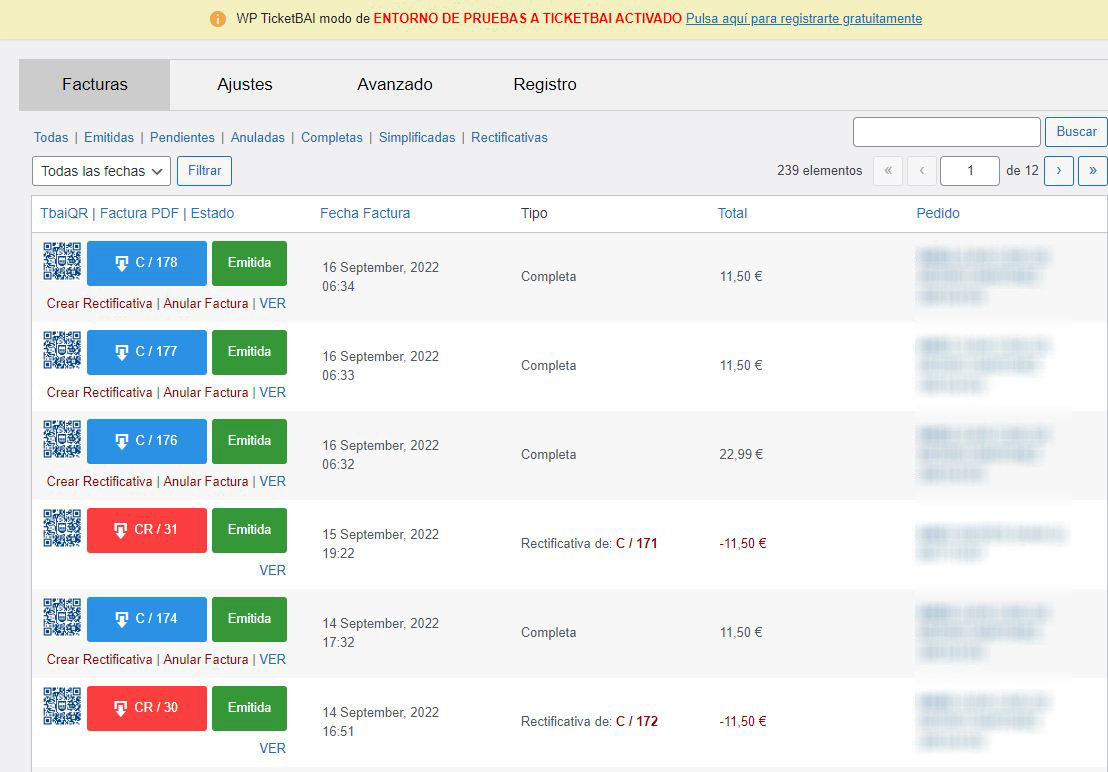 WP TicketBAI modo de ENTORNO DE PRUEBAS A TICKETBAI ACTIVADO Pulsa aquí para registrarte gratuitamente
Facturas Ajustes Avanzado Registro
Todas | Emitidas | Pendientes | Anuladas | Completas | Simplificadas | Rectificativas
Buscar
Todas las fechas Filtrar 239 elementos « ‹ 1 de 12 › »
TbaiQR | Factura PDF | Estado Fecha Factura Tipo Total Pedido
C / 178 Emitida 16 September, 2022 06:34 Completa 11,50 €
Crear Rectificativa | Anular Factura | VER
C / 177 Emitida 16 September, 2022 06:33 Completa 11,50 €
Crear Rectificativa | Anular Factura | VER
C / 176 Emitida 16 September, 2022 06:32 Completa 22,99 €
Crear Rectificativa | Anular Factura | VER
CR / 31 Emitida 15 September, 2022 19:22 Rectificativa de: C / 171 -11,50 €
VER
C / 174 Emitida 14 September, 2022 17:32 Completa 11,50 €
Crear Rectificativa | Anular Factura | VER
CR / 30 Emitida 14 September, 2022 16:51 Rectificativa de: C / 172 -11,50 €
VER